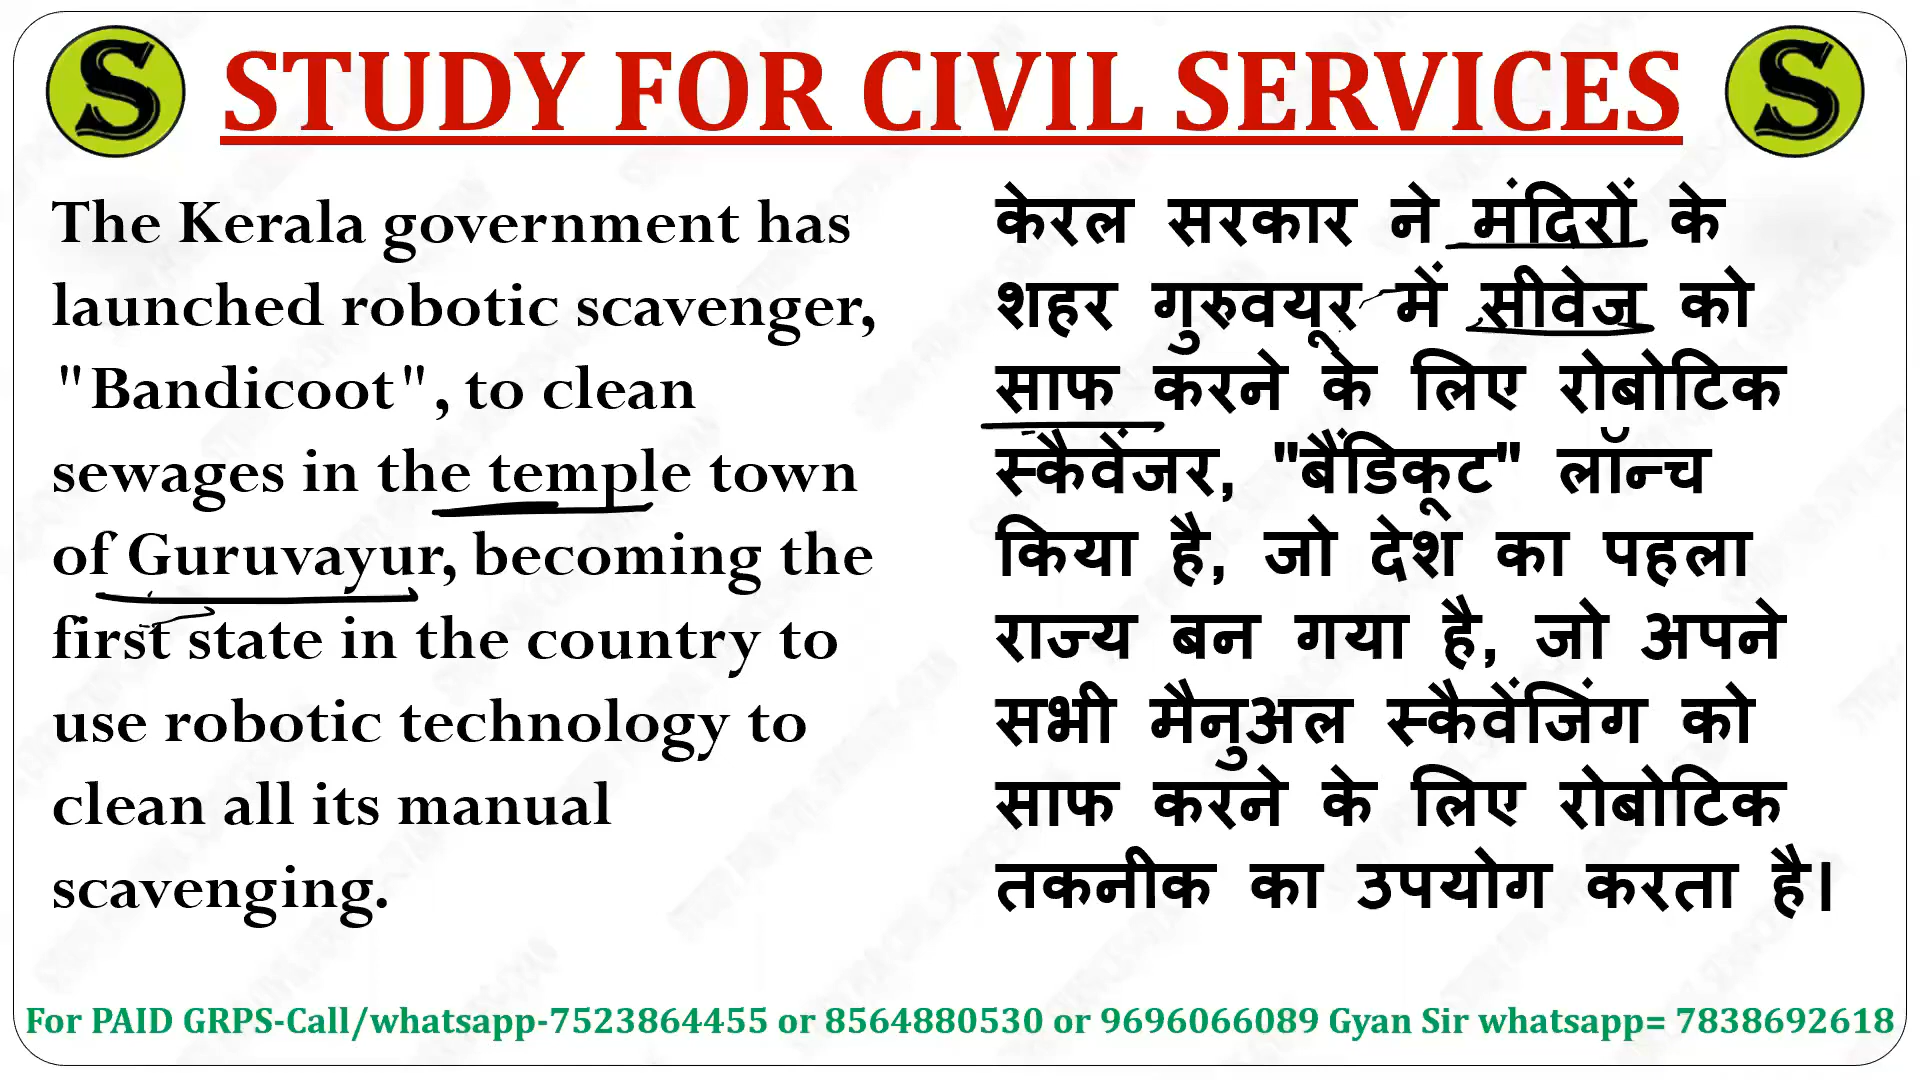 S STUDY FOR CIVIL SERVICES S
The Kerala government has
launched robotic scavenger,
"Bandicoot", to clean
sewages in the temple town
of Guruvayur, becoming the
first state in the country to
use robotic technology to
clean all its manual
scavenging.
केरल सरकार ने मंदिरों के
शहर गुरुवयूर में सीवेज को
साफ करने के लिए रोबोटिक
स्कैवेंजर, "बैंडिकूट" लॉन्च
किया है, जो देश का पहला
राज्य बन गया है, जो अपने
सभी मैनुअल स्कैवेंजिंग को
साफ करने के लिए रोबोटिक
तकनीक का उपयोग करता है।
For PAID GRPS-Call/whatsapp-7523864455 or 8564880530 or 9696066089 Gyan Sir whatsapp= 7838692618